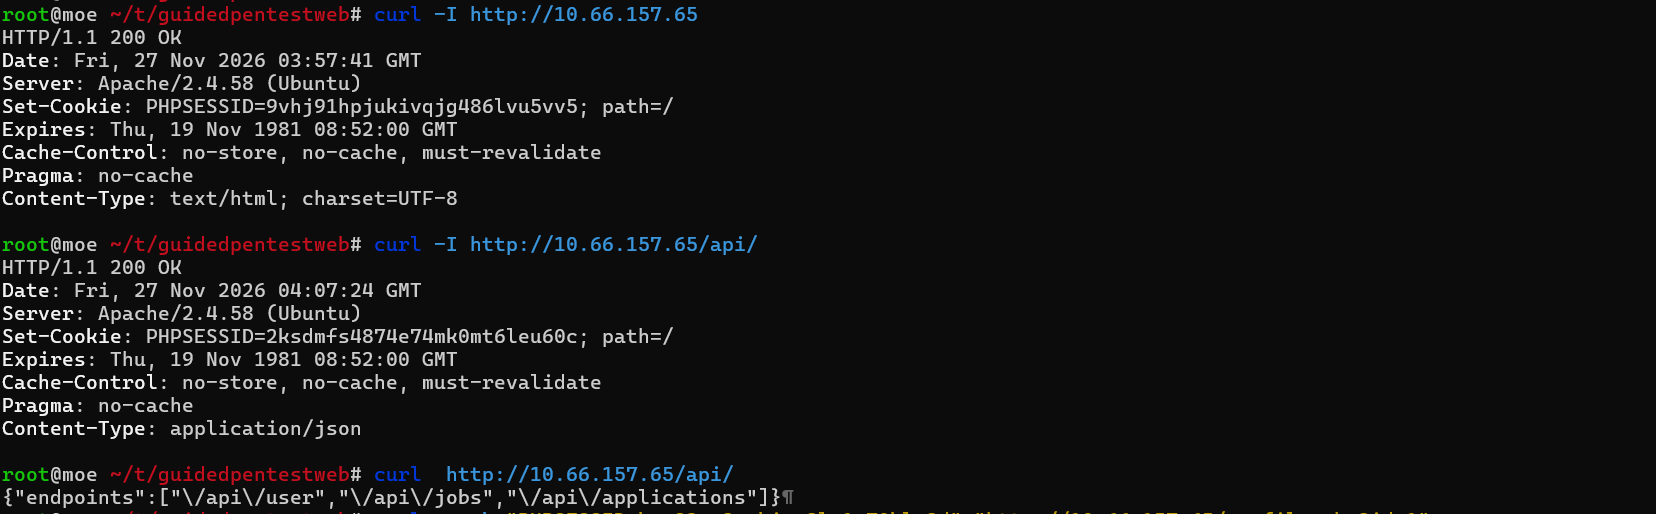 root@moe ~/t/guidedpentestweb# curl -I http://10.66.157.65
HTTP/1.1 200 OK
Date: Fri, 27 Nov 2026 03:57:41 GMT
Server: Apache/2.4.58 (Ubuntu)
Set-Cookie: PHPSESSID=9vhj91hpjukivqjg486lvu5vv5; path=/
Expires: Thu, 19 Nov 1981 08:52:00 GMT
Cache-Control: no-store, no-cache, must-revalidate
Pragma: no-cache
Content-Type: text/html; charset=UTF-8
root@moe ~/t/guidedpentestweb# curl -I http://10.66.157.65/api/
HTTP/1.1 200 OK
Date: Fri, 27 Nov 2026 04:07:24 GMT
Server: Apache/2.4.58 (Ubuntu)
Set-Cookie: PHPSESSID=2ksdmfs4874e74mk0mt6leu60c; path=/
Expires: Thu, 19 Nov 1981 08:52:00 GMT
Cache-Control: no-store, no-cache, must-revalidate
Pragma: no-cache
Content-Type: application/json
root@moe ~/t/guidedpentestweb# curl  http://10.66.157.65/api/
{"endpoints":["\/api\/user","\/api\/jobs","\/api\/applications"]}¶